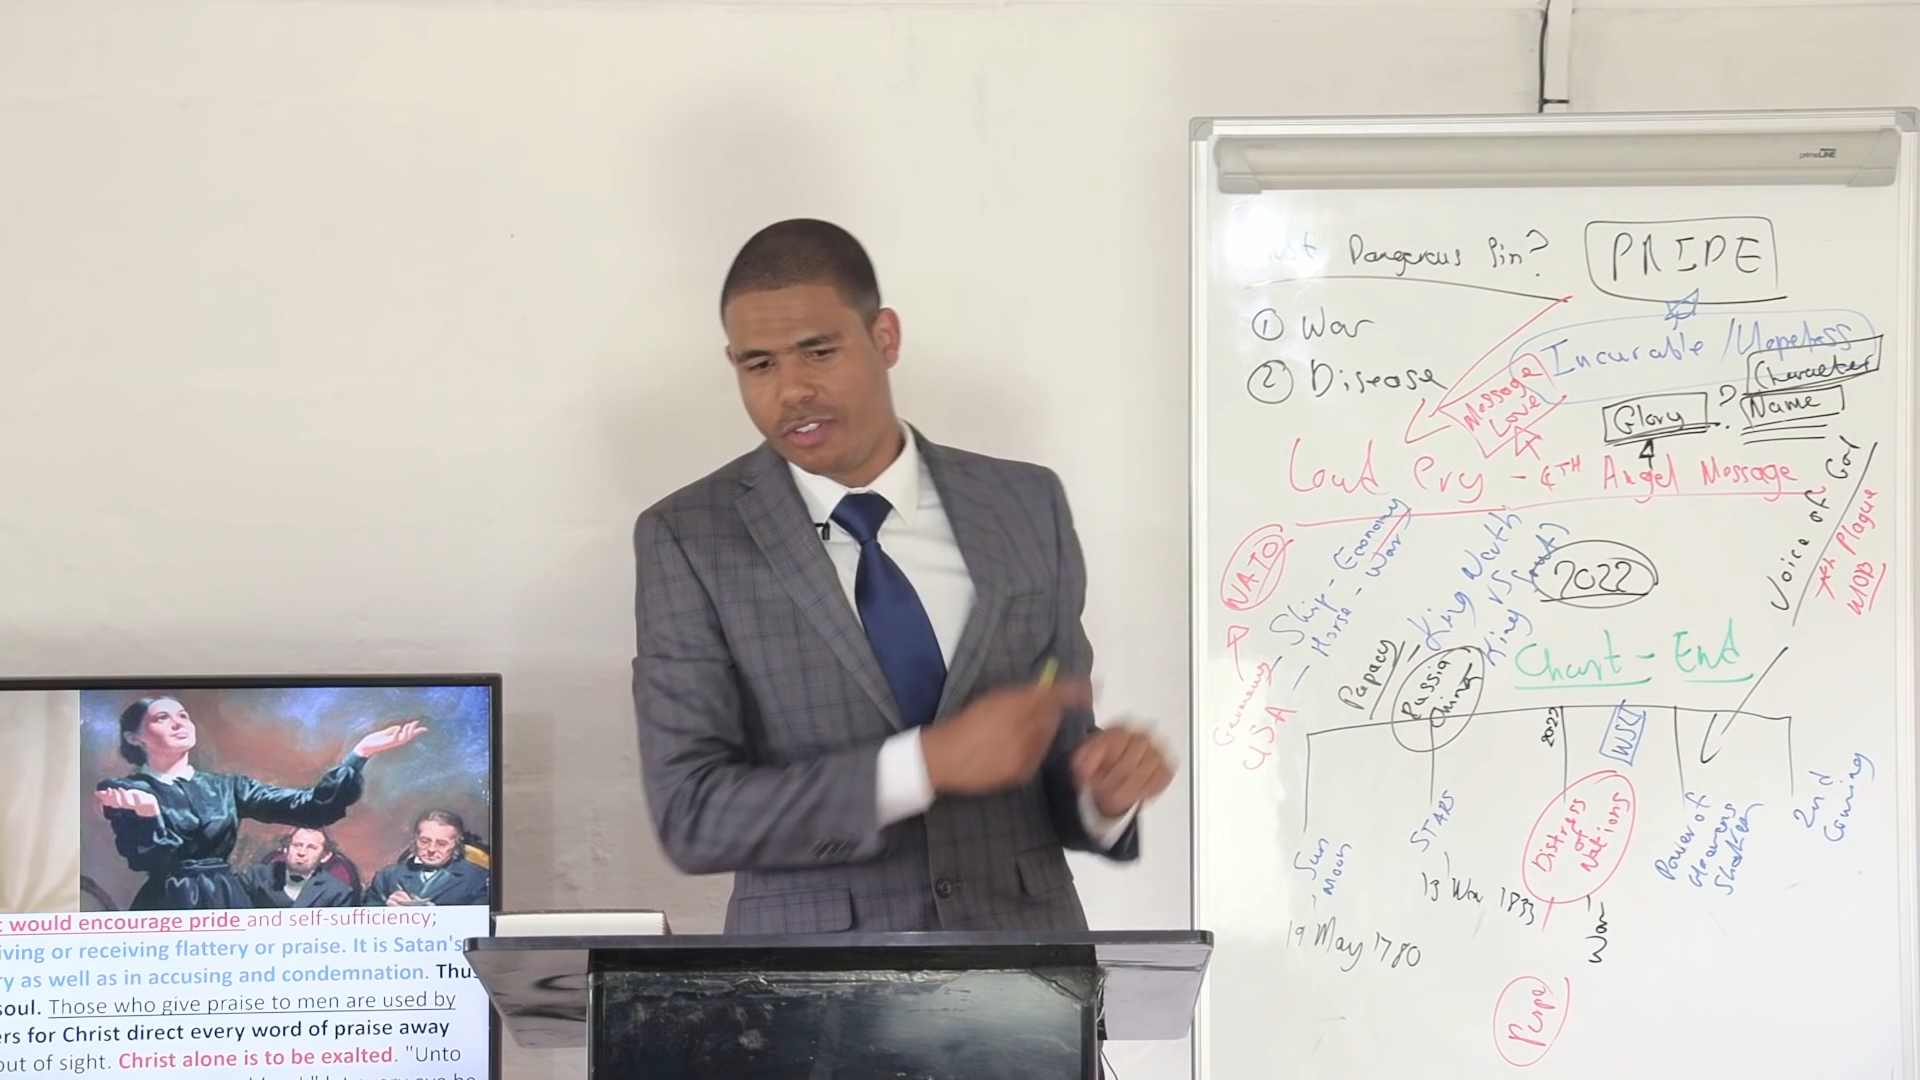 primeLINE
Dangerous Sin?
PRIDE
① War
② Disease
Incurable / Hopeless
Character
Message
Love
Glory ? Name
Loud Cry - 4TH Angel Message
Voice of God
Plague
NATO
Germany
USA
- Ship - Economy
- Horse - War
Papacy - King North
vs
King South
Russia
China
2022
Chart - End
2022
WSL
Sun
Moon
19 May 1780
STARS
13 Nov 1833
Distress
of
Nations
War
Power of
Heavens
Shaken
2nd
Coming
would encourage pride and self-sufficiency;
iving or receiving flattery or praise. It is Satan's
ry as well as in accusing and condemnation. Thus
soul. Those who give praise to men are used by
ers for Christ direct every word of praise away
out of sight. Christ alone is to be exalted. "Unto